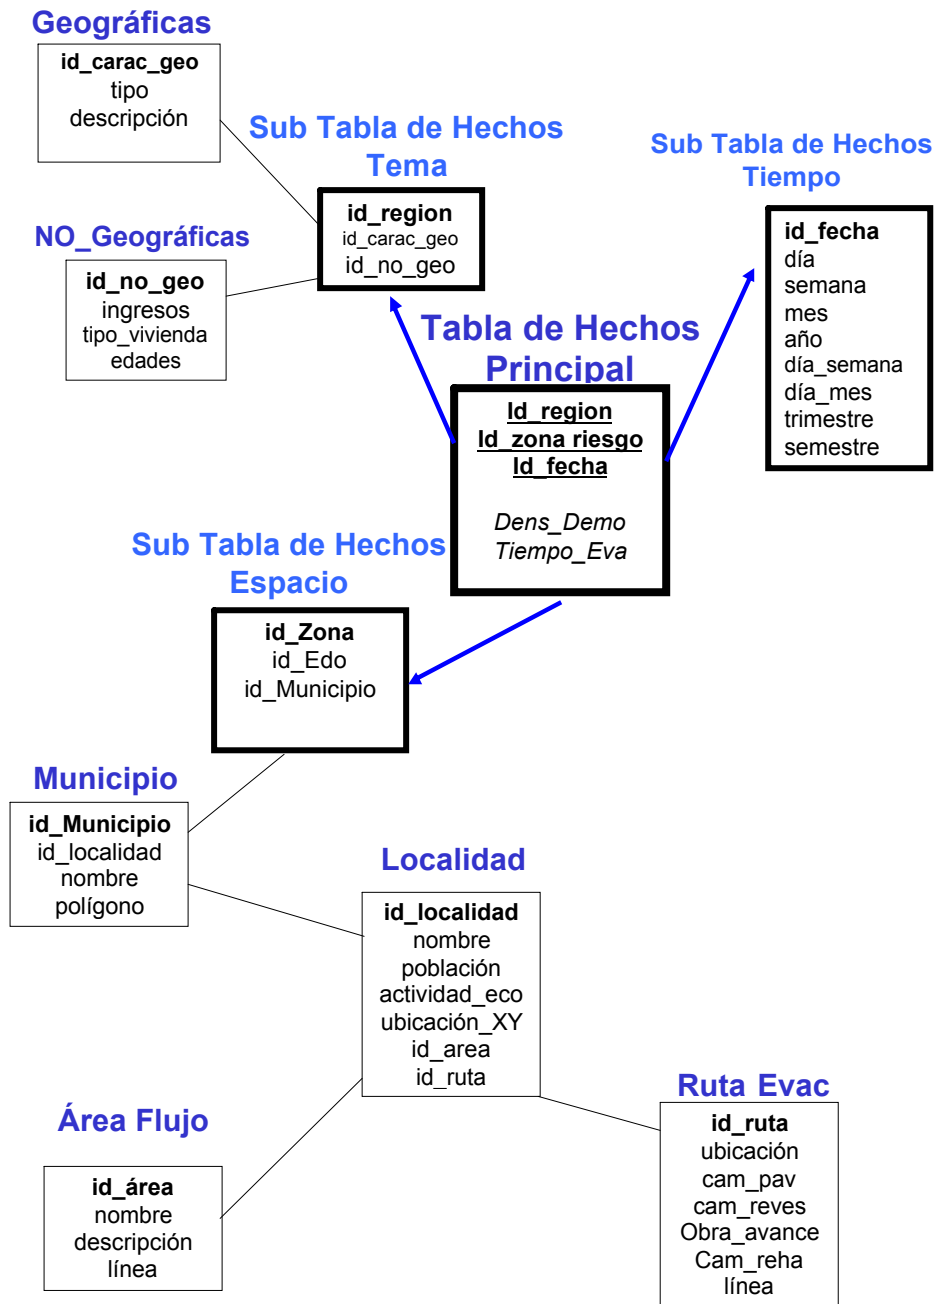 Geográficas
id_carac_geo
tipo
descripción
Sub Tabla de Hechos
Tema
id_region
id_carac_geo
id_no_geo
Sub Tabla de Hechos
Tiempo
id_fecha
día
semana
mes
año
día_semana
día_mes
trimestre
semestre
NO_Geográficas
id_no_geo
ingresos
tipo_vivienda
edades
Tabla de Hechos
Principal
Id_region
Id_zona riesgo
Id_fecha
Dens_Demo
Tiempo_Eva
Sub Tabla de Hechos
Espacio
id_Zona
id_Edo
id_Municipio
Municipio
id_Municipio
id_localidad
nombre
polígono
Localidad
id_localidad
nombre
población
actividad_eco
ubicación_XY
id_area
id_ruta
Área Flujo
id_área
nombre
descripción
línea
Ruta Evac
id_ruta
ubicación
cam_pav
cam_reves
Obra_avance
Cam_reha
línea